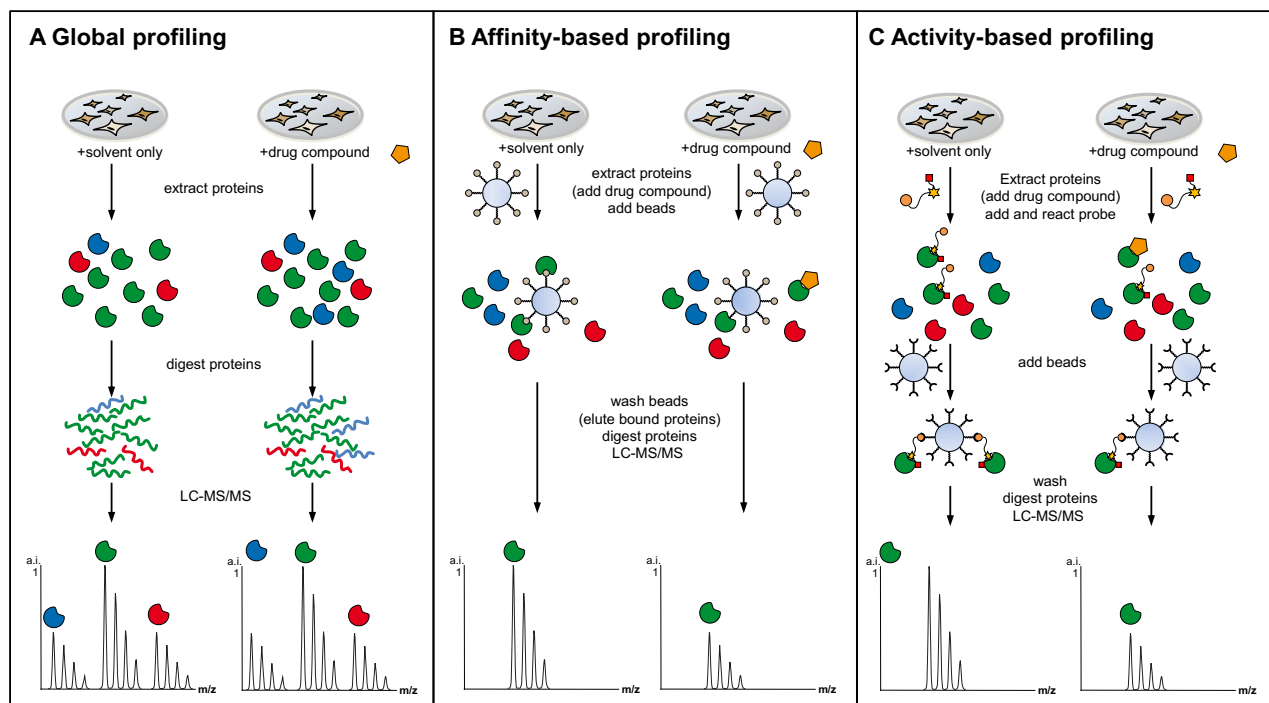 A Global profiling
+solvent only
+drug compound
extract proteins
digest proteins
LC-MS/MS
a.i.
1
m/z
a.i.
1
m/z
B Affinity-based profiling
+solvent only
+drug compound
extract proteins
(add drug compound)
add beads
wash beads
(elute bound proteins)
digest proteins
LC-MS/MS
a.i.
1
m/z
a.i.
1
m/z
C Activity-based profiling
+solvent only
+drug compound
Extract proteins
(add drug compound)
add and react probe
add beads
wash
digest proteins
LC-MS/MS
a.i.
1
m/z
a.i.
1
m/z